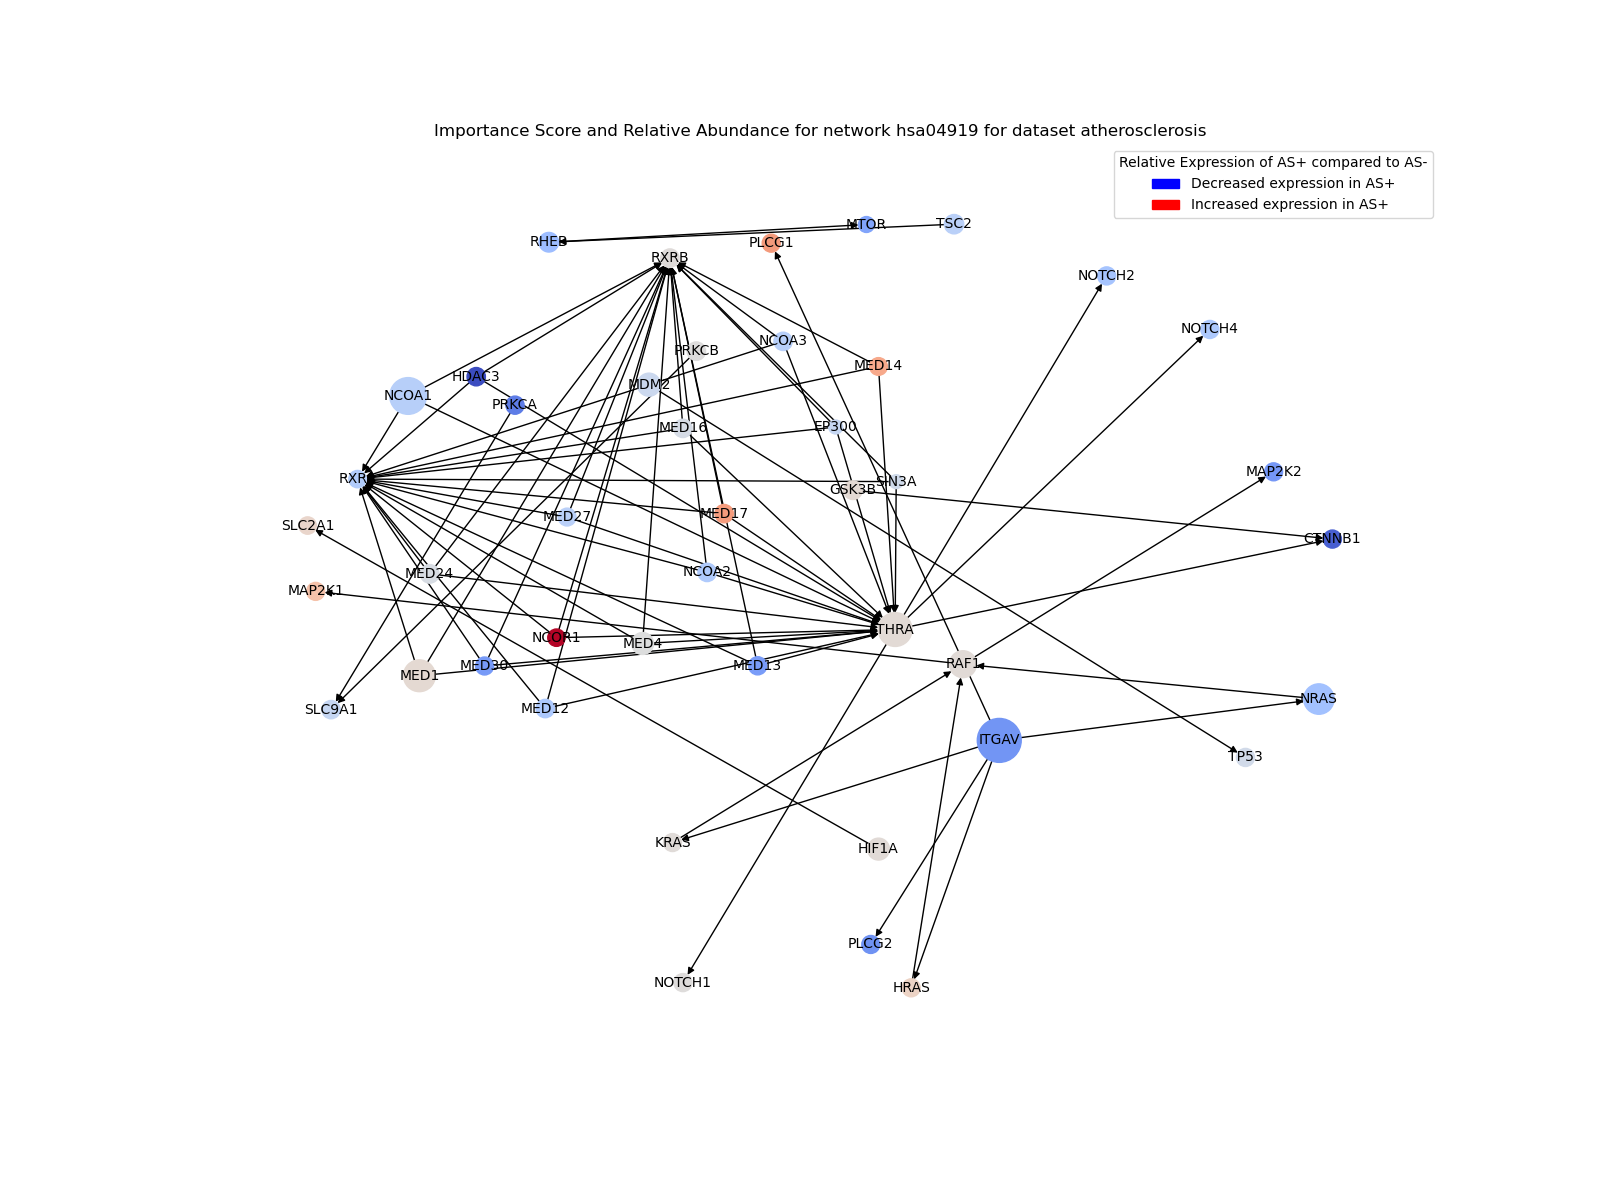 Importance Score and Relative Abundance for network hsa04919 for dataset atherosclerosis
Relative Expression of AS+ compared to AS-
Decreased expression in AS+
Increased expression in AS+
MTOR
TSC2
RHEB
PLCG1
RXRB
NOTCH2
NOTCH4
NCOA3
PRKCB
MED14
HDAC3
MDM2
NCOA1
PRKCA
MED16
EP300
MAP2K2
RXR
SIN3A
GSK3B
MED27
MED17
SLC2A1
CTNNB1
MED24
NCOA2
MAP2K1
THRA
NCOR1
MED4
MED30
MED13
RAF1
MED1
SLC9A1
MED12
NRAS
ITGAV
TP53
KRAS
HIF1A
PLCG2
NOTCH1
HRAS